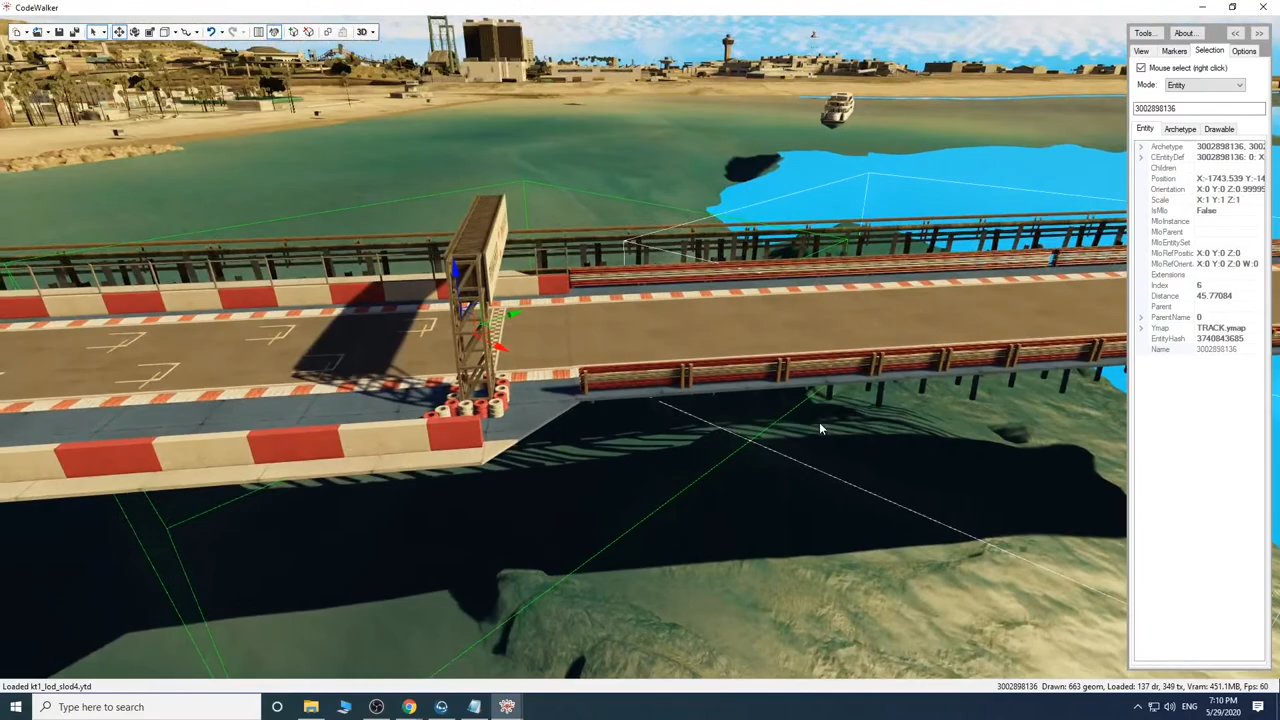 CodeWalker
3D
Tools...
About...
<<
>>
View
Markers
Selection
Options
Mouse select (right click)
Mode:
Entity
3002898136
Entity
Archetype
Drawable
Archetype 3002898136, 3002
CEntityDef 3002898136: 0: X
Children
Position X:-1743.539 Y:-14
Orientation X:0 Y:0 Z:0.99999
Scale X:1 Y:1 Z:1
IsMlo False
MloInstance
MloParent
MloEntitySet
MloRefPositic X:0 Y:0 Z:0
MloRefOrient X:0 Y:0 Z:0 W:0
Extensions
Index 6
Distance 45.77084
Parent
ParentName 0
Ymap TRACK.ymap
EntityHash 3740843685
Name 3002898136
Loaded kt1_lod_slod4.ytd
3002898136 Drawn: 663 geom, Loaded: 137 dr, 349 tx, Vram: 451.1MB, Fps: 60
Type here to search
ENG
7:10 PM
5/29/2020